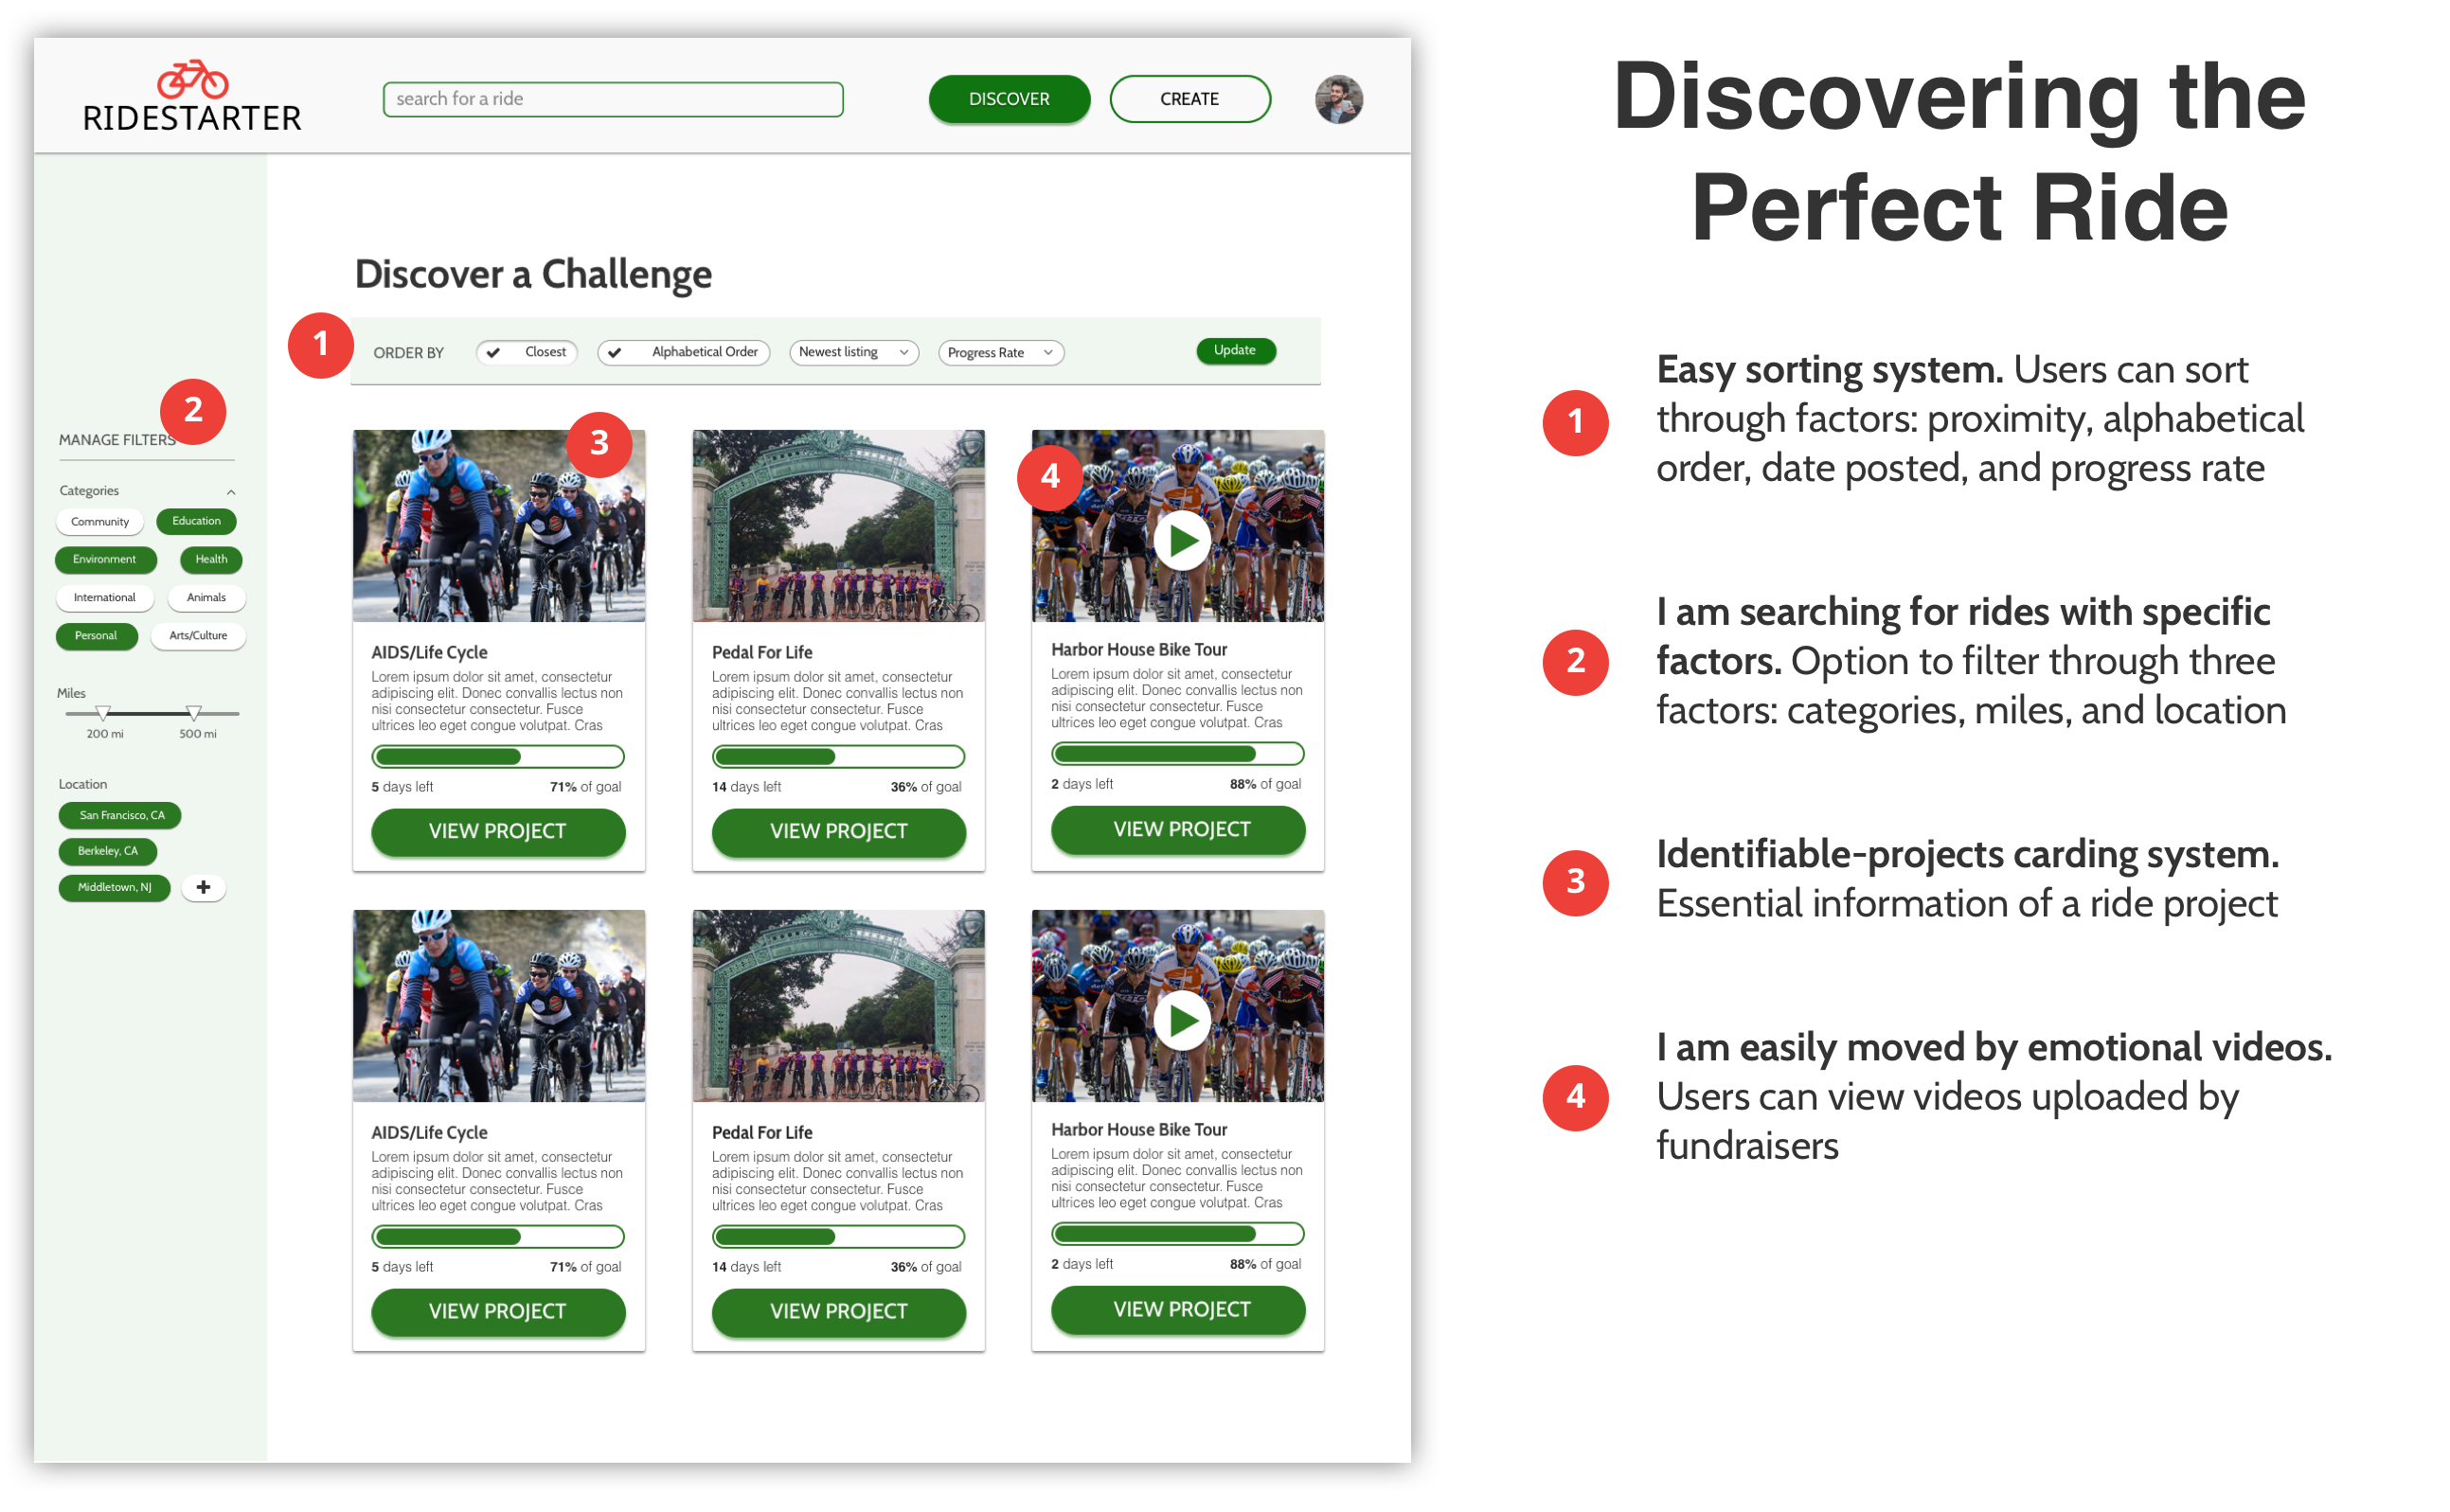 RIDESTARTER
search for a ride
DISCOVER
CREATE
Discover a Challenge
1
ORDER BY
Closest
Alphabetical Order
Newest listing
Progress Rate
Update
2
MANAGE FILTERS
Categories
Community
Education
Environment
Health
International
Animals
Personal
Arts/Culture
Miles
200 mi
500 mi
Location
San Francisco, CA
Berkeley, CA
Middletown, NJ
3
AIDS/Life Cycle
Lorem ipsum dolor sit amet, consectetur
adipiscing elit. Donec convallis lectus non
nisi consectetur consectetur. Fusce
ultrices leo eget congue volutpat. Cras
5 days left
71% of goal
VIEW PROJECT
Pedal For Life
Lorem ipsum dolor sit amet, consectetur
adipiscing elit. Donec convallis lectus non
nisi consectetur consectetur. Fusce
ultrices leo eget congue volutpat. Cras
14 days left
36% of goal
VIEW PROJECT
4
Harbor House Bike Tour
Lorem ipsum dolor sit amet, consectetur
adipiscing elit. Donec convallis lectus non
nisi consectetur consectetur. Fusce
ultrices leo eget congue volutpat. Cras
2 days left
88% of goal
VIEW PROJECT
AIDS/Life Cycle
Lorem ipsum dolor sit amet, consectetur
adipiscing elit. Donec convallis lectus non
nisi consectetur consectetur. Fusce
ultrices leo eget congue volutpat. Cras
5 days left
71% of goal
VIEW PROJECT
Pedal For Life
Lorem ipsum dolor sit amet, consectetur
adipiscing elit. Donec convallis lectus non
nisi consectetur consectetur. Fusce
ultrices leo eget congue volutpat. Cras
14 days left
36% of goal
VIEW PROJECT
Harbor House Bike Tour
Lorem ipsum dolor sit amet, consectetur
adipiscing elit. Donec convallis lectus non
nisi consectetur consectetur. Fusce
ultrices leo eget congue volutpat. Cras
2 days left
88% of goal
VIEW PROJECT
Discovering the
Perfect Ride
1
Easy sorting system. Users can sort
through factors: proximity, alphabetical
order, date posted, and progress rate
2
I am searching for rides with specific
factors. Option to filter through three
factors: categories, miles, and location
3
Identifiable-projects carding system.
Essential information of a ride project
4
I am easily moved by emotional videos.
Users can view videos uploaded by
fundraisers